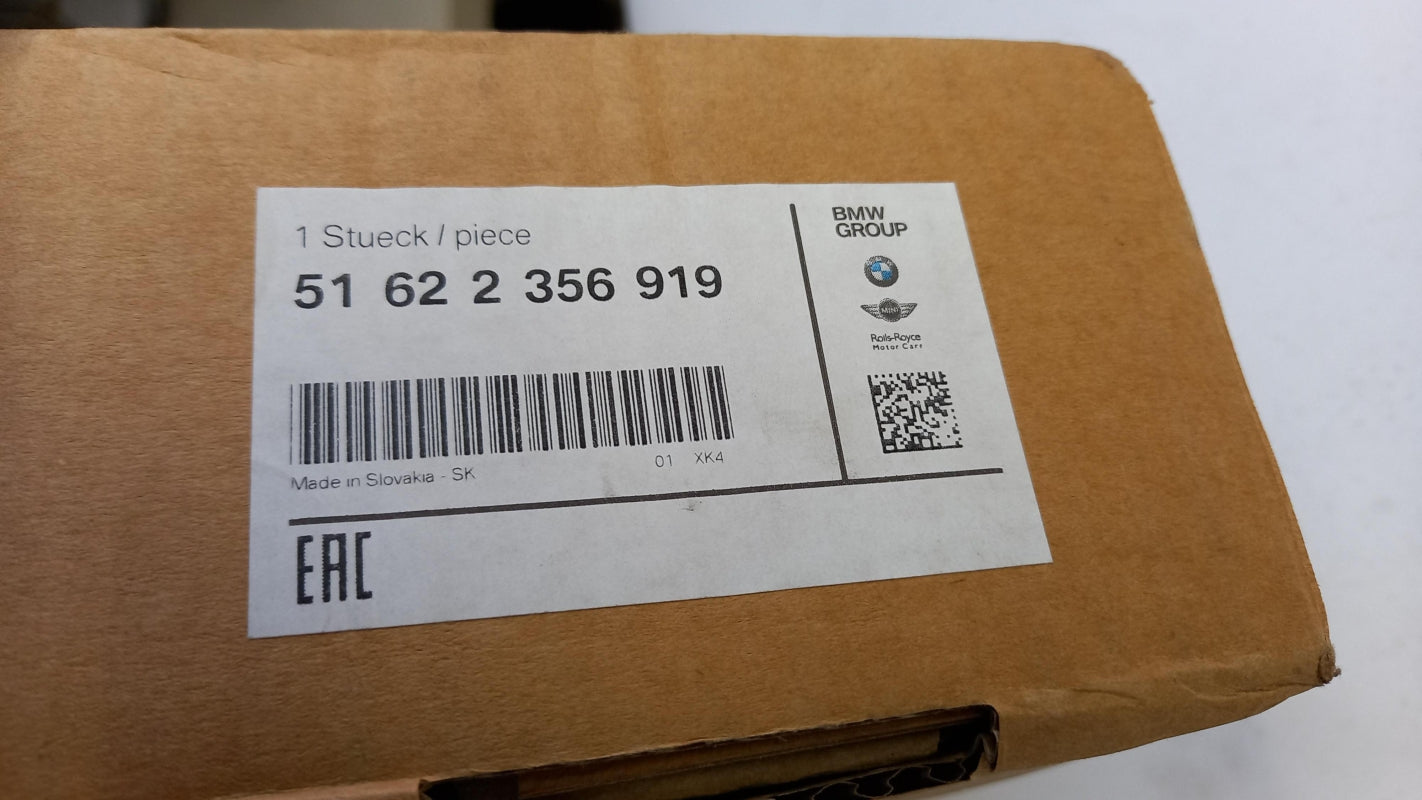 1 Stueck / piece
51 62 2 356 919
Made in Slovakia - SK
01 XK4
EAC
BMW
GROUP
MINI
Rolls-Royce
Motor Cars